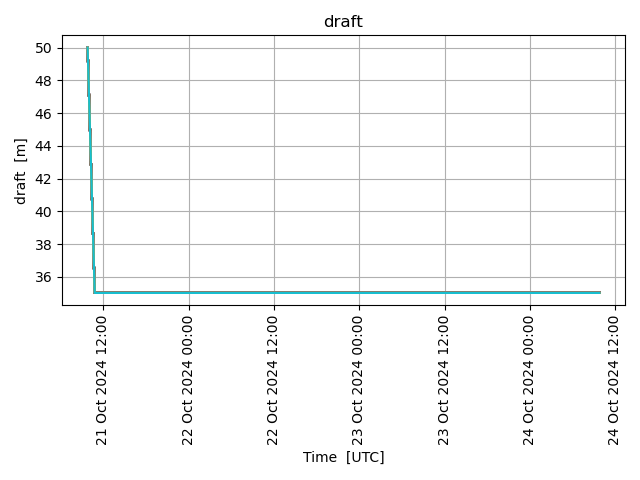 draft
50
48
46
44
42
40
38
36
draft [m]
21 Oct 2024 12:00
22 Oct 2024 00:00
22 Oct 2024 12:00
23 Oct 2024 00:00
23 Oct 2024 12:00
24 Oct 2024 00:00
24 Oct 2024 12:00
Time [UTC]